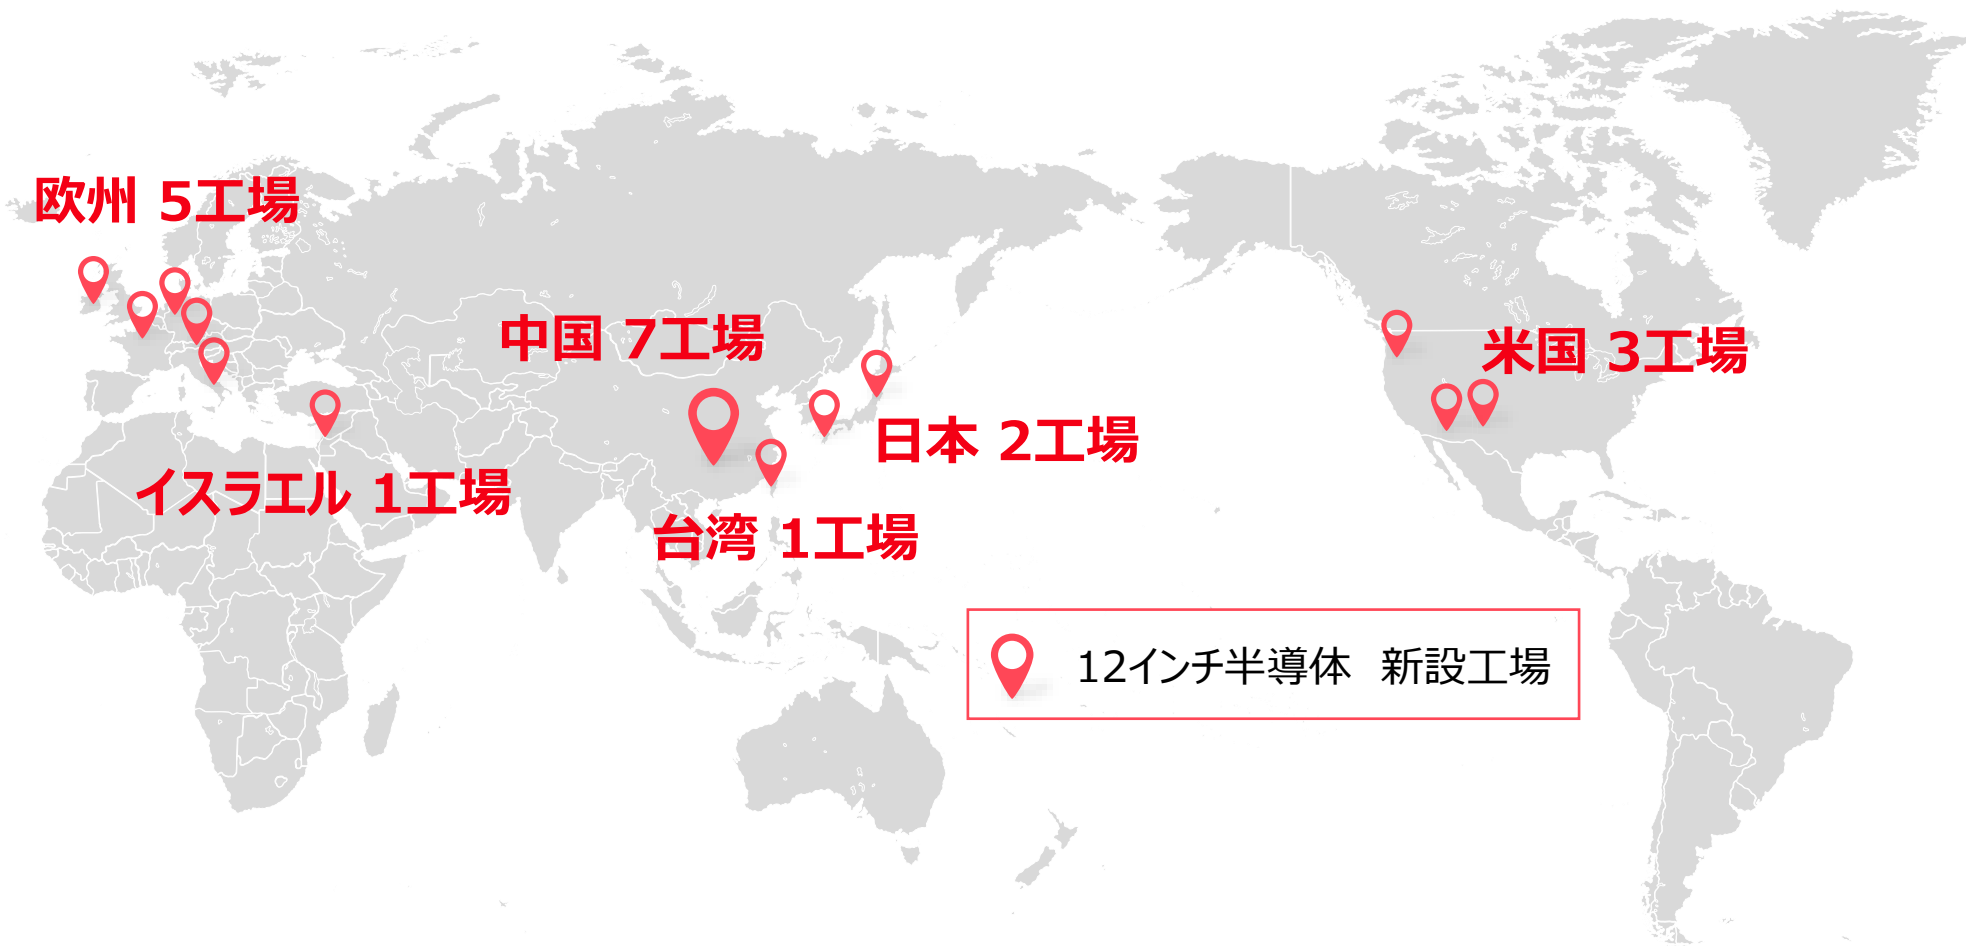 欧州 5工場
中国 7工場
米国 3工場
日本 2工場
イスラエル 1工場
台湾 1工場
12インチ半導体　新設工場